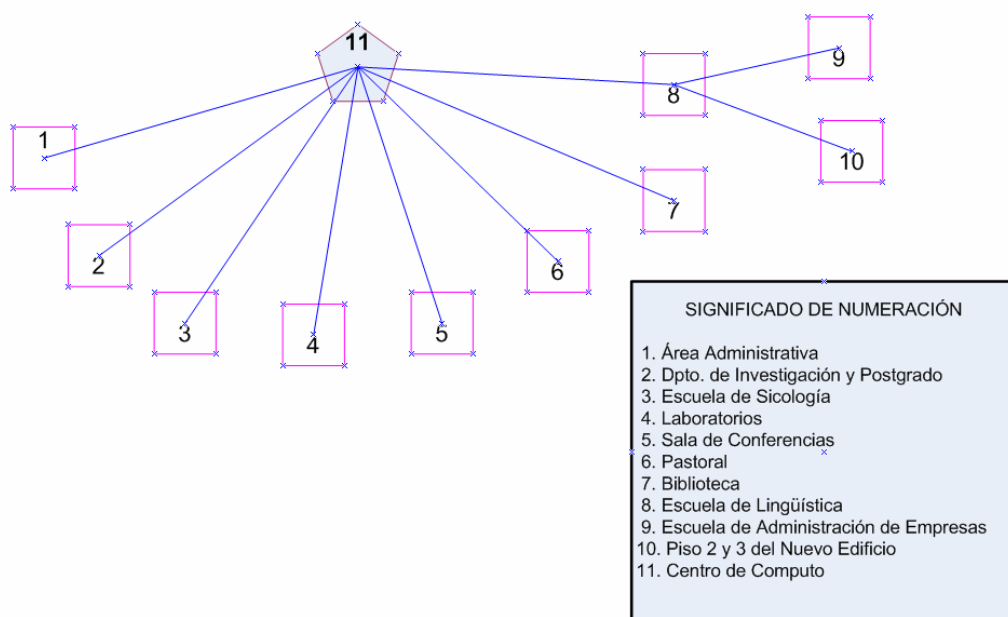 11
9
8
1
10
7
2
6
3
4
5
SIGNIFICADO DE NUMERACIÓN
1. Área Administrativa
2. Dpto. de Investigación y Postgrado
3. Escuela de Sicología
4. Laboratorios
5. Sala de Conferencias
6. Pastoral
7. Biblioteca
8. Escuela de Lingüística
9. Escuela de Administración de Empresas
10. Piso 2 y 3 del Nuevo Edificio
11. Centro de Computo